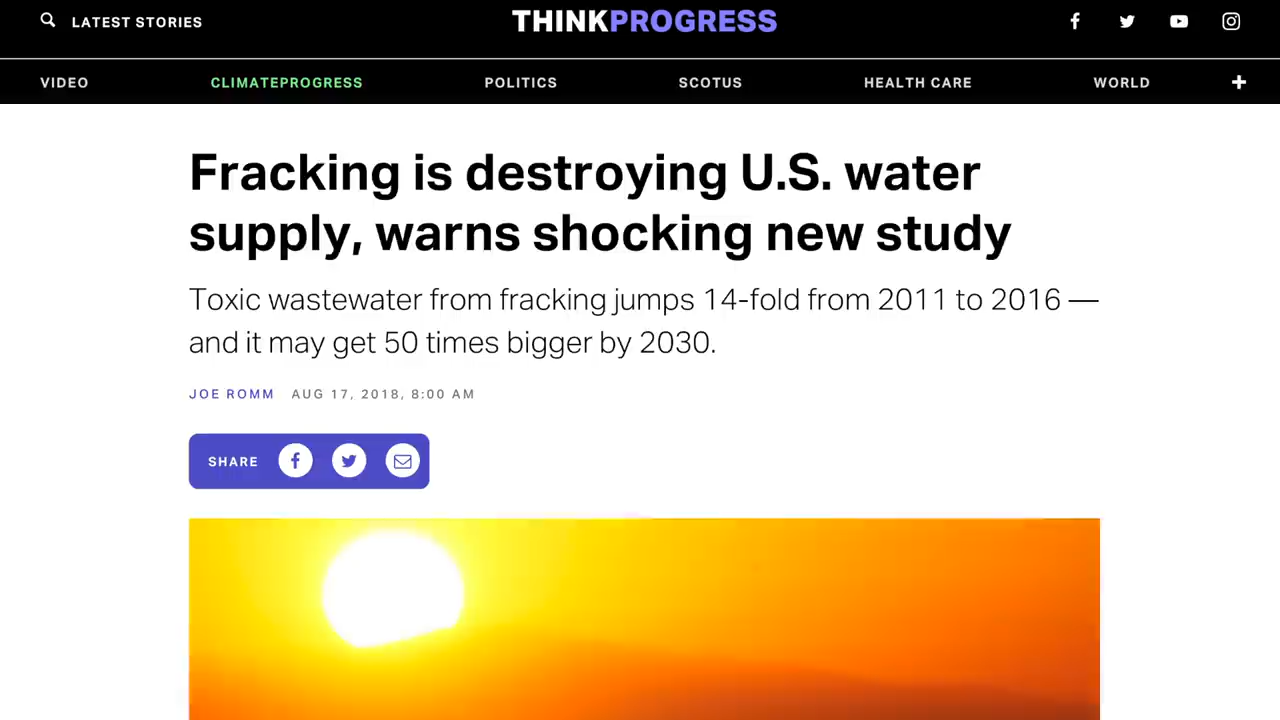 LATEST STORIES
THINKPROGRESS
VIDEO
CLIMATEPROGRESS
POLITICS
SCOTUS
HEALTH CARE
WORLD
Fracking is destroying U.S. water
supply, warns shocking new study
Toxic wastewater from fracking jumps 14-fold from 2011 to 2016 —
and it may get 50 times bigger by 2030.
JOE ROMM AUG 17, 2018, 8:00 AM
SHARE